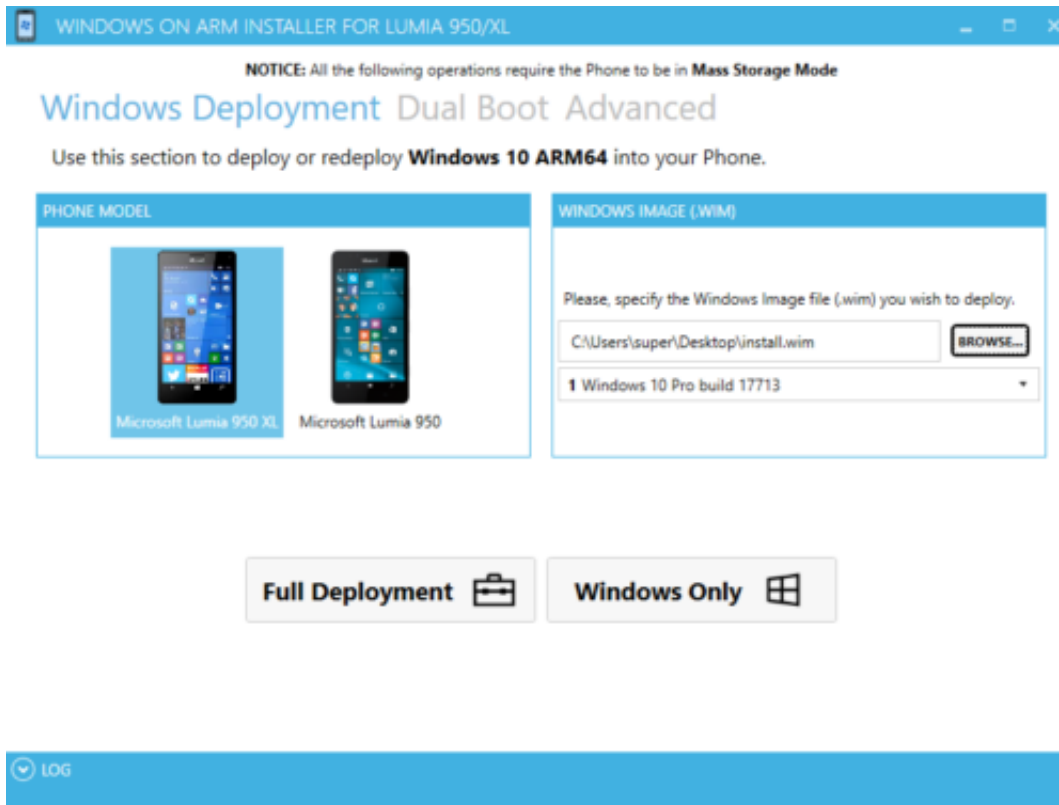 WINDOWS ON ARM INSTALLER FOR LUMIA 950/XL
NOTICE: All the following operations require the Phone to be in Mass Storage Mode
Windows Deployment Dual Boot Advanced
Use this section to deploy or redeploy Windows 10 ARM64 into your Phone.
PHONE MODEL
Microsoft Lumia 950 XL
Microsoft Lumia 950
WINDOWS IMAGE (.WIM)
Please, specify the Windows Image file (.wim) you wish to deploy.
C:\Users\super\Desktop\install.wim
BROWSE...
1 Windows 10 Pro build 17713
Full Deployment
Windows Only
LOG